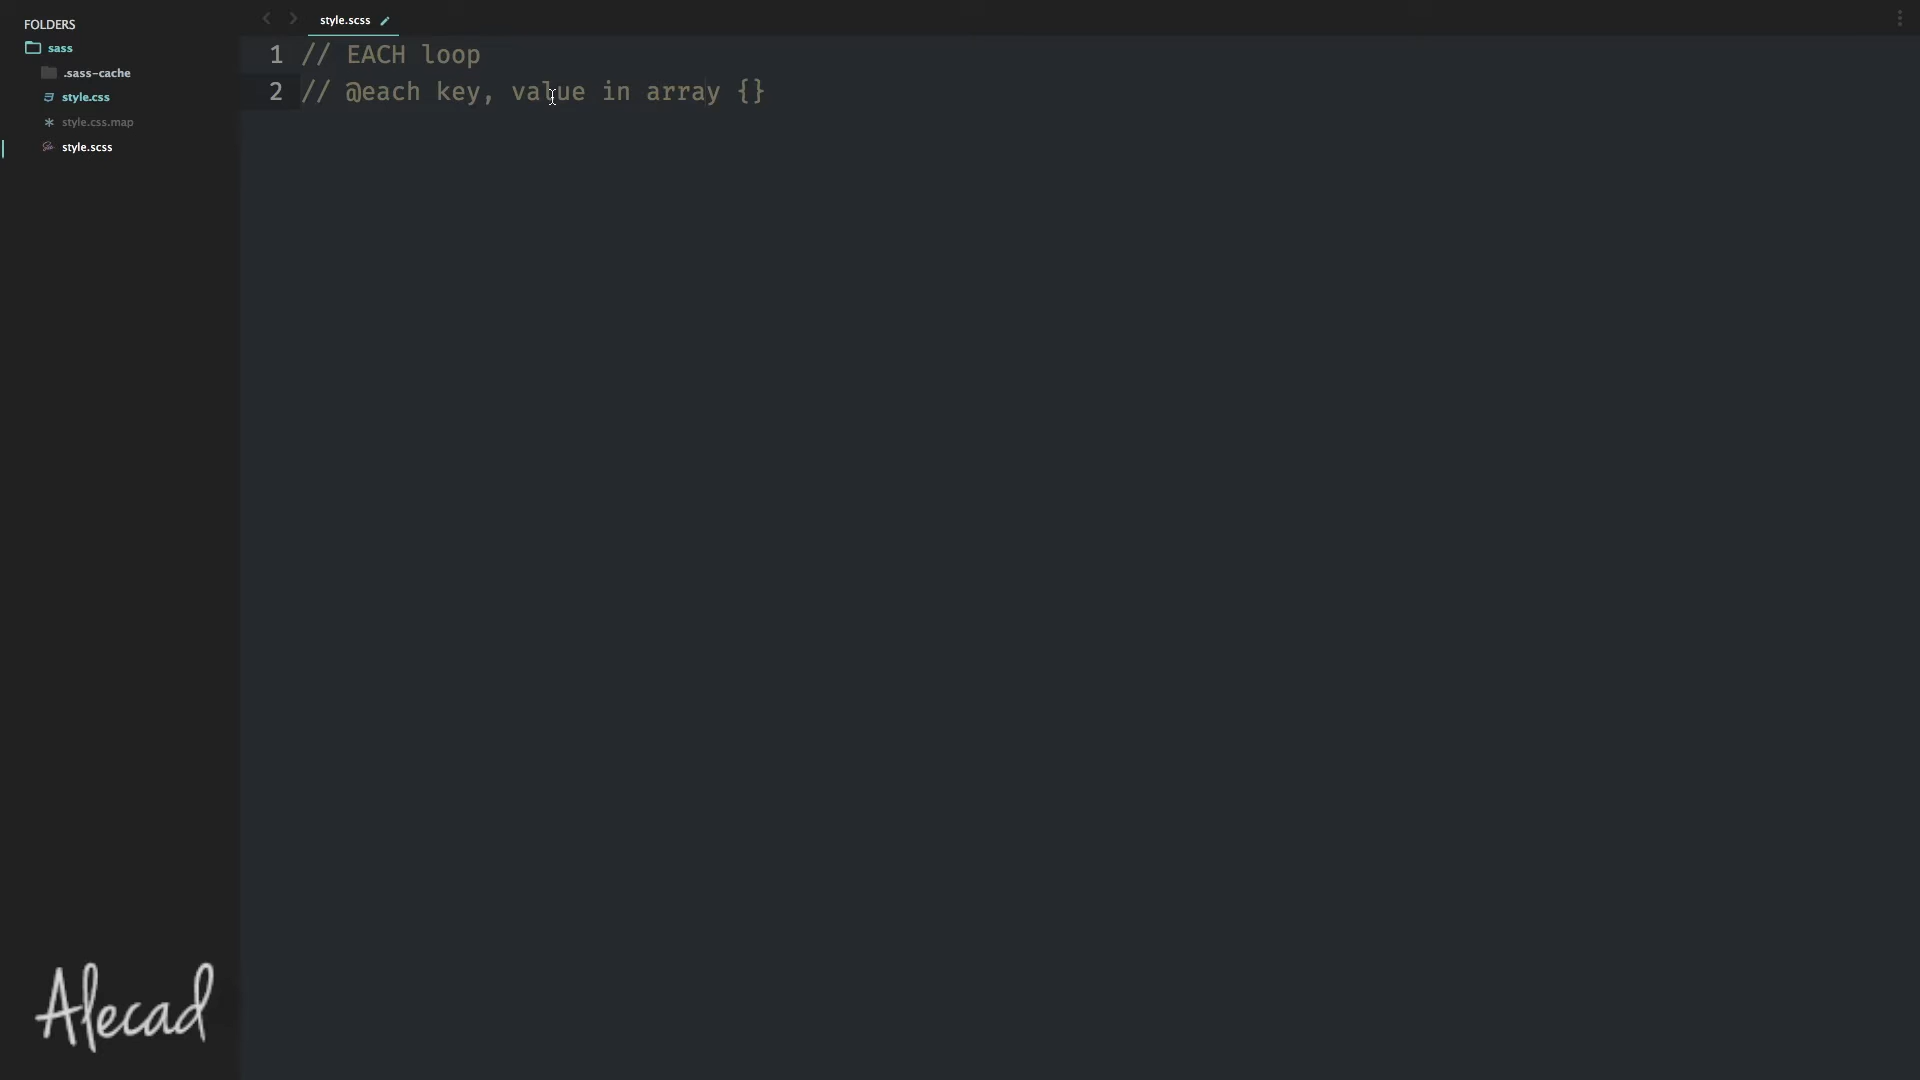 FOLDERS
sass
.sass-cache
style.css
style.css.map
style.scss
style.scss
1 // EACH loop
2 // @each key, value in array {}
Alecad